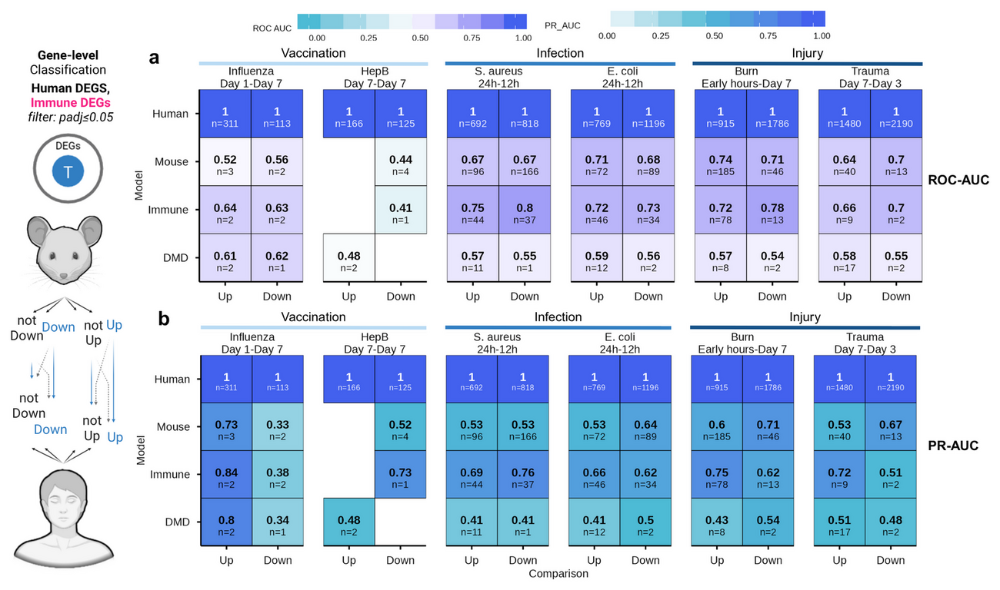 ROC AUC
0.00 0.25 0.50 0.75 1.00
PR_AUC
0.00 0.25 0.50 0.75 1.00
Gene-level
Classification
Human DEGS,
Immune DEGs
filter: padj≤0.05
DEGs
T
not
Down
Down
not
Up
Up
not
Down
Down
not
Up
Up
a
Vaccination Infection Injury
Influenza HepB S. aureus E. coli Burn Trauma
Day 1-Day 7 Day 7-Day 7 24h-12h 24h-12h Early hours-Day 7 Day 7-Day 3
Model
Human 1 1 1 1 1 1 1 1 1 1 1 1
n=311 n=113 n=166 n=125 n=692 n=818 n=769 n=1196 n=915 n=1786 n=1480 n=2190
Mouse 0.52 0.56 0.44 0.67 0.67 0.71 0.68 0.74 0.71 0.64 0.7
n=3 n=2 n=4 n=96 n=166 n=72 n=89 n=185 n=46 n=40 n=13
Immune 0.64 0.63 0.41 0.75 0.8 0.72 0.73 0.72 0.78 0.66 0.7
n=2 n=2 n=1 n=44 n=37 n=46 n=34 n=78 n=13 n=9 n=2
DMD 0.61 0.62 0.48 0.57 0.55 0.59 0.56 0.57 0.54 0.58 0.55
n=2 n=1 n=2 n=11 n=1 n=12 n=2 n=8 n=2 n=17 n=2
Up Down Up Down Up Down Up Down Up Down Up Down
ROC-AUC
b
Vaccination Infection Injury
Influenza HepB S. aureus E. coli Burn Trauma
Day 1-Day 7 Day 7-Day 7 24h-12h 24h-12h Early hours-Day 7 Day 7-Day 3
Model
Human 1 1 1 1 1 1 1 1 1 1 1 1
n=311 n=113 n=166 n=125 n=692 n=818 n=769 n=1196 n=915 n=1786 n=1480 n=2190
Mouse 0.73 0.33 0.52 0.53 0.53 0.53 0.64 0.6 0.71 0.53 0.67
n=3 n=2 n=4 n=96 n=166 n=72 n=89 n=185 n=46 n=40 n=13
Immune 0.84 0.38 0.73 0.69 0.76 0.66 0.62 0.75 0.62 0.72 0.51
n=2 n=2 n=1 n=44 n=37 n=46 n=34 n=78 n=13 n=9 n=2
DMD 0.8 0.34 0.48 0.41 0.41 0.41 0.5 0.43 0.54 0.51 0.48
n=2 n=1 n=2 n=11 n=1 n=12 n=2 n=8 n=2 n=17 n=2
Up Down Up Down Up Down Up Down Up Down Up Down
Comparison
PR-AUC